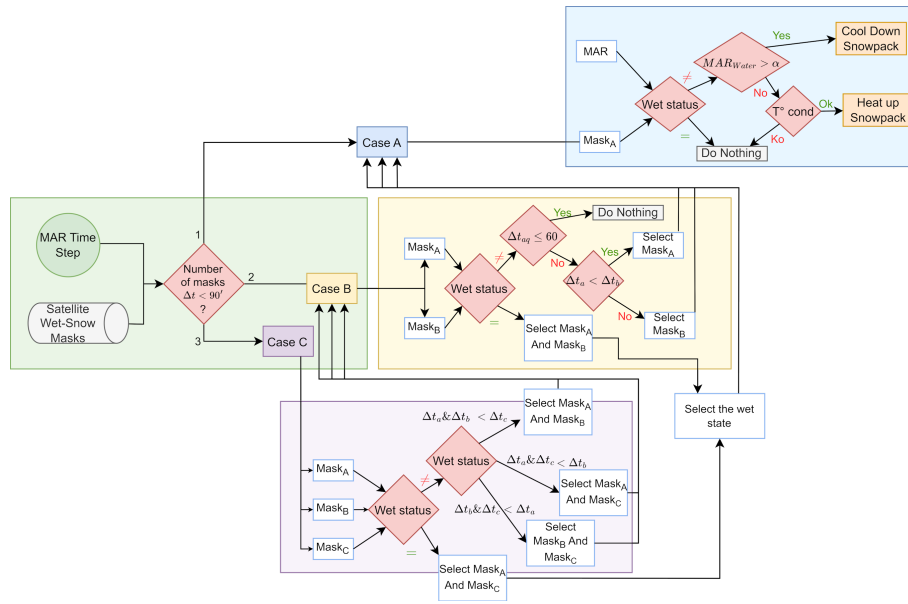 MAR
Mask_A
Wet status
≠
=
MAR_Water > α
Yes
No
T° cond
Ok
Ko
Cool Down
Snowpack
Heat up
Snowpack
Do Nothing
Case A
MAR Time
Step
Satellite
Wet-Snow
Masks
Number
of masks
Δt < 90′
?
1
2
3
Case B
Case C
Mask_A
Mask_B
Wet status
≠
=
Δt_aq ≤ 60
Yes
Do Nothing
No
Δt_a < Δt_b
Yes
No
Select
Mask_A
Select
Mask_B
Select Mask_A
And Mask_B
Select the wet
state
Mask_A
Mask_B
Mask_C
Wet status
≠
=
Wet status
Δt_a&Δt_b < Δt_c
Δt_a&Δt_c < Δt_b
Δt_b&Δt_c < Δt_a
Select Mask_A
And Mask_B
Select Mask_A
And Mask_C
Select
Mask_B And
Mask_C
Select Mask_A
And Mask_C